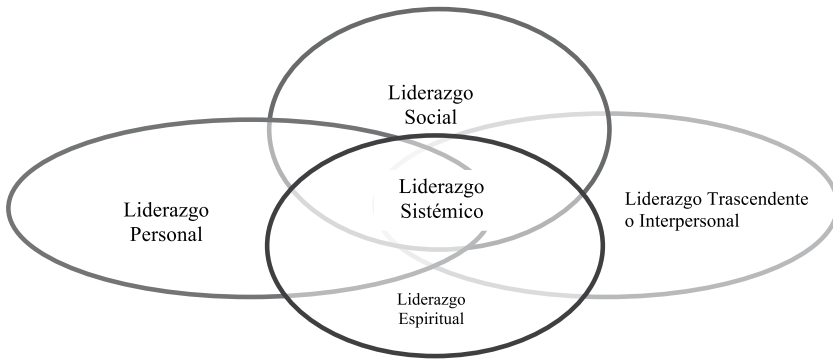 Liderazgo
Social
Liderazgo
Personal
Liderazgo
Sistémico
Liderazgo Trascendente
o Interpersonal
Liderazgo
Espiritual